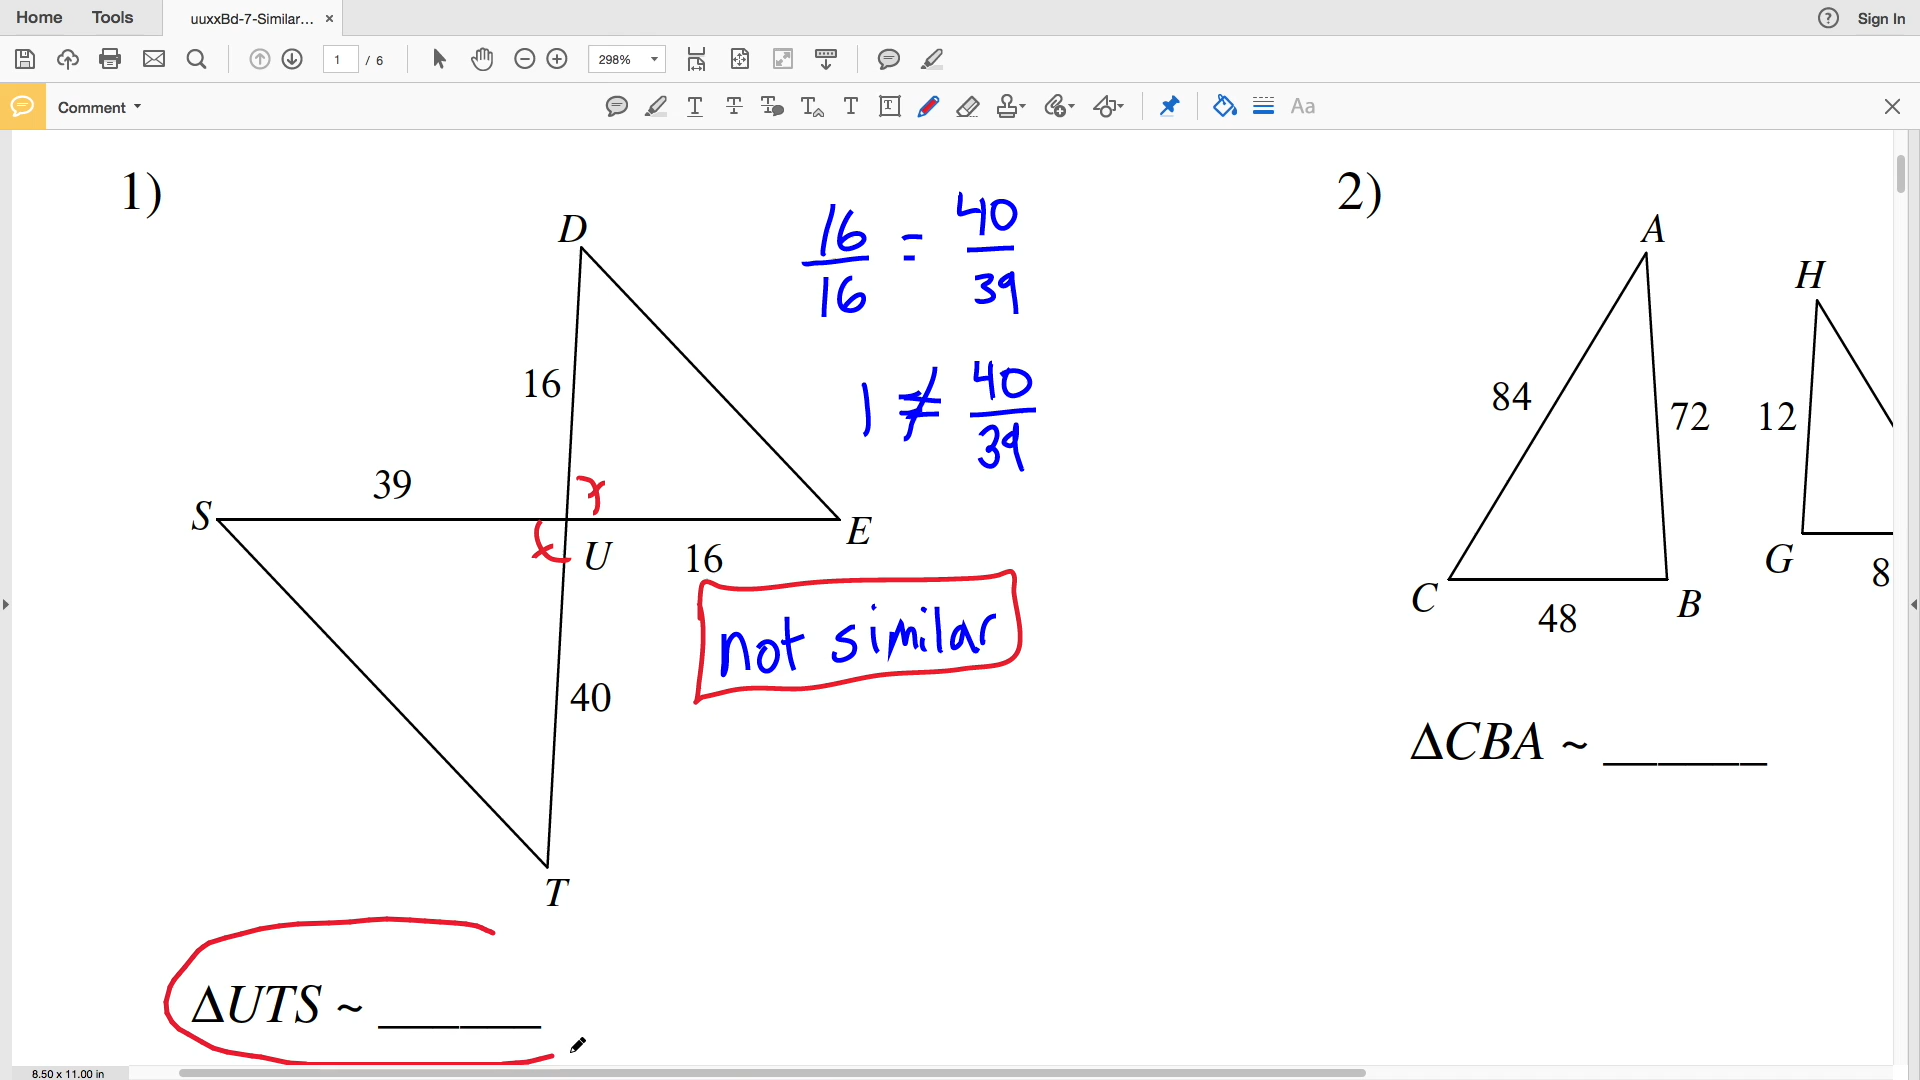 Home Tools uuxxBd-7-Similar... × ? Sign In
1 / 6 298%
Comment Aa
1)
D
16
39
S
U
E
16
40
T
16/16 = 40/39
1 ≠ 40/39
not similar
ΔUTS ~ ______
2)
A
84
72
C
B
48
H
12
G
8
ΔCBA ~ ______
8.50 x 11.00 in